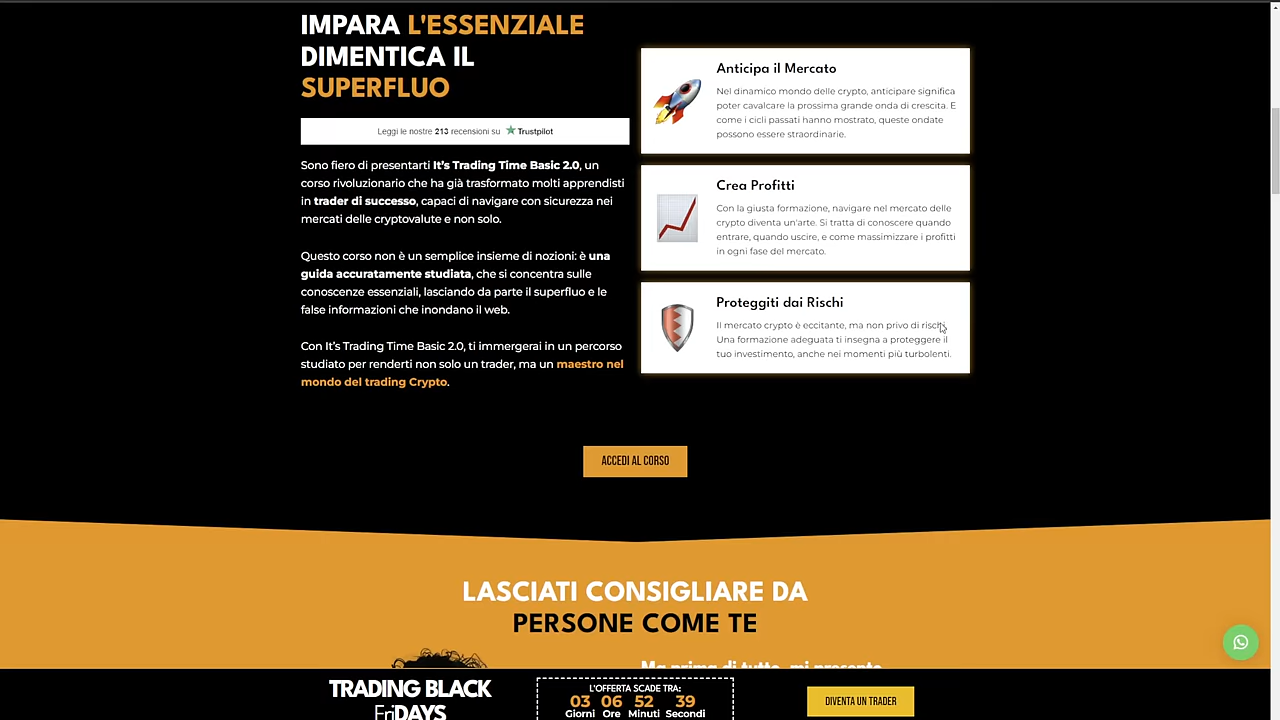 IMPARA L'ESSENZIALE
DIMENTICA IL
SUPERFLUO
Leggi le nostre 213 recensioni su Trustpilot
Sono fiero di presentarti It's Trading Time Basic 2.0, un
corso rivoluzionario che ha già trasformato molti apprendisti
in trader di successo, capaci di navigare con sicurezza nei
mercati delle cryptovalute e non solo.
Questo corso non è un semplice insieme di nozioni: è una
guida accuratamente studiata, che si concentra sulle
conoscenze essenziali, lasciando da parte il superfluo e le
false informazioni che inondano il web.
Con It's Trading Time Basic 2.0, ti immergerai in un percorso
studiato per renderti non solo un trader, ma un maestro nel
mondo del trading Crypto.
Anticipa il Mercato
Nel dinamico mondo delle crypto, anticipare significa
poter cavalcare la prossima grande onda di crescita. E
come i cicli passati hanno mostrato, queste ondate
possono essere straordinarie.
Crea Profitti
Con la giusta formazione, navigare nel mercato delle
crypto diventa un'arte. Si tratta di conoscere quando
entrare, quando uscire, e come massimizzare i profitti
in ogni fase del mercato.
Proteggiti dai Rischi
Il mercato crypto è eccitante, ma non privo di rischi.
Una formazione adeguata ti insegna a proteggere il
tuo investimento, anche nei momenti più turbolenti.
ACCEDI AL CORSO
LASCIATI CONSIGLIARE DA
PERSONE COME TE
Ma prima di tutto, mi presento
TRADING BLACK
FriDAYS
L'OFFERTA SCADE TRA:
03 06 52 39
Giorni Ore Minuti Secondi
DIVENTA UN TRADER